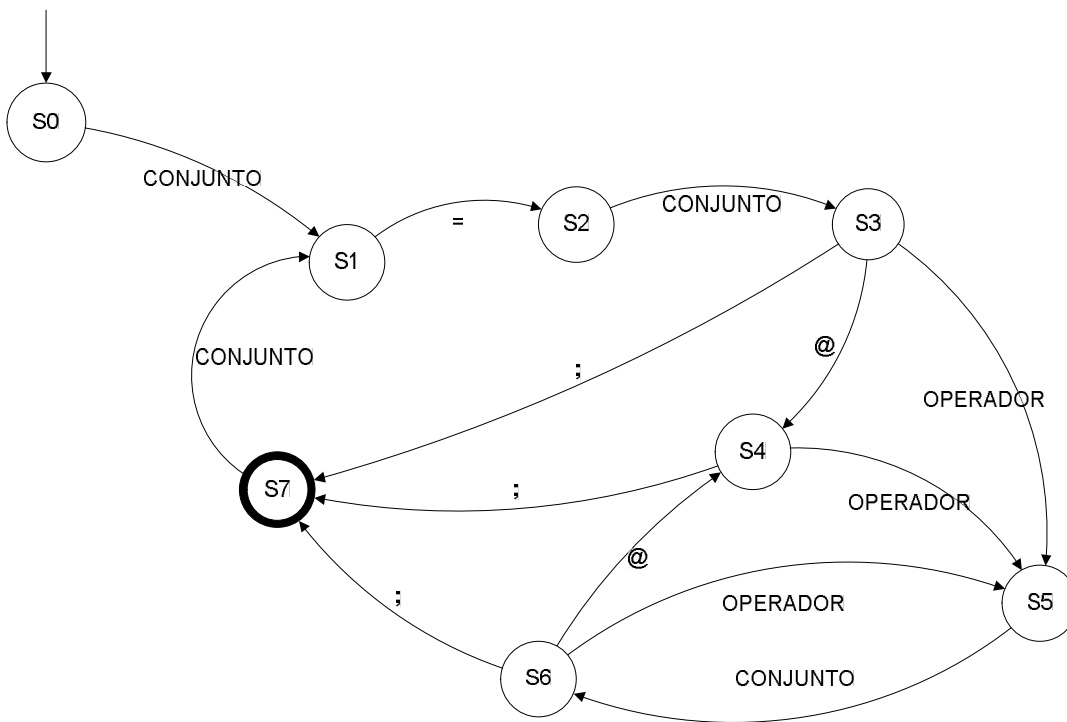 S0
CONJUNTO
S1
=
S2
CONJUNTO
S3
@
;
OPERADOR
CONJUNTO
S4
;
OPERADOR
S7
@
;
OPERADOR
S5
S6
CONJUNTO